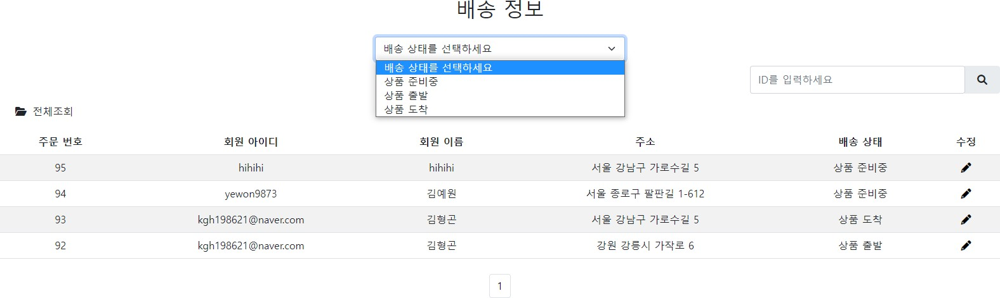 배송 정보
배송 상태를 선택하세요
배송 상태를 선택하세요
상품 준비중
상품 출발
상품 도착
ID를 입력하세요
전체조회
주문 번호 회원 아이디 회원 이름 주소 배송 상태 수정
95 hihihi hihihi 서울 강남구 가로수길 5 상품 준비중
94 yewon9873 김예원 서울 종로구 팔판길 1-612 상품 준비중
93 kgh198621@naver.com 김형곤 서울 강남구 가로수길 5 상품 도착
92 kgh198621@naver.com 김형곤 강원 강릉시 가작로 6 상품 출발
1